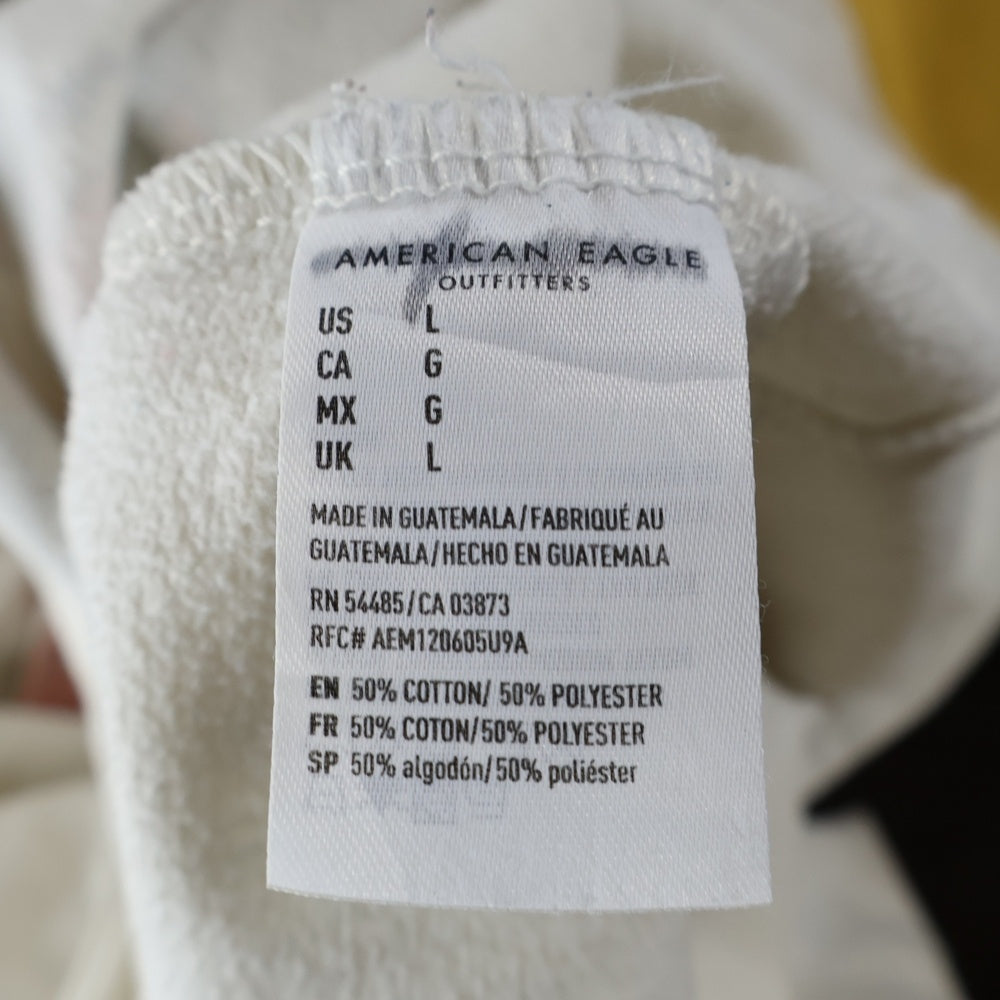 AMERICAN EAGLE
OUTFITTERS
US L
CA G
MX G
UK L
MADE IN GUATEMALA/FABRIQUÉ AU
GUATEMALA/HECHO EN GUATEMALA
RN 54485/CA 03873
RFC# AEM120605U9A
EN 50% COTTON/ 50% POLYESTER
FR 50% COTON/50% POLYESTER
SP 50% algodón/50% poliéster